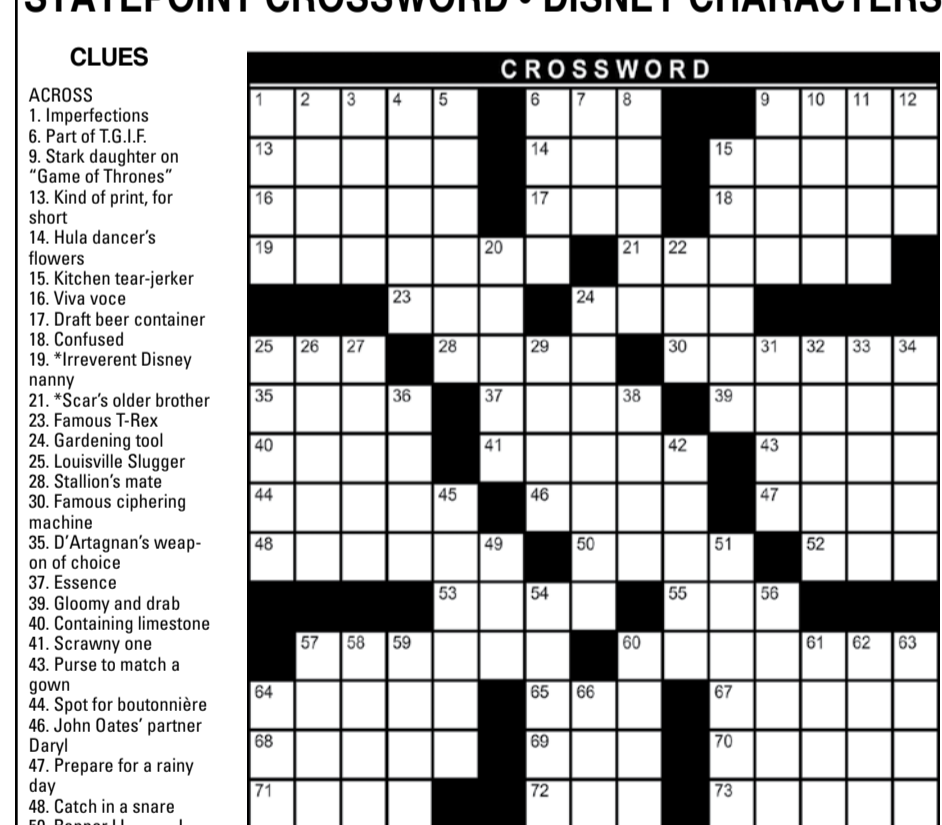 STATEPOINT CROSSWORD • DISNEY CHARACTERS
CLUES
ACROSS
1. Imperfections
6. Part of T.G.I.F.
9. Stark daughter on
“Game of Thrones”
13. Kind of print, for
short
14. Hula dancer’s
flowers
15. Kitchen tear-jerker
16. Viva voce
17. Draft beer container
18. Confused
19. *Irreverent Disney
nanny
21. *Scar’s older brother
23. Famous T-Rex
24. Gardening tool
25. Louisville Slugger
28. Stallion’s mate
30. Famous ciphering
machine
35. D’Artagnan’s weap-
on of choice
37. Essence
39. Gloomy and drab
40. Containing limestone
41. Scrawny one
43. Purse to match a
gown
44. Spot for boutonnière
46. John Oates’ partner
Daryl
47. Prepare for a rainy
day
48. Catch in a snare
CROSSWORD
1 2 3 4 5 6 7 8 9 10 11 12
13 14 15
16 17 18
19 20 21 22
23 24
25 26 27 28 29 30 31 32 33 34
35 36 37 38 39
40 41 42 43
44 45 46 47
48 49 50 51 52
53 54 55 56
57 58 59 60 61 62 63
64 65 66 67
68 69 70
71 72 73